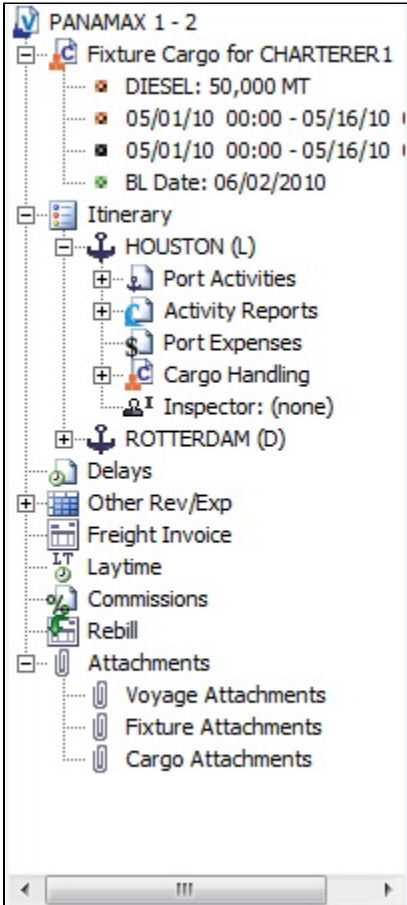 PANAMAX 1 - 2
Fixture Cargo for CHARTERER1
DIESEL: 50,000 MT
05/01/10 00:00 - 05/16/10
05/01/10 00:00 - 05/16/10
BL Date: 06/02/2010
Itinerary
HOUSTON (L)
Port Activities
Activity Reports
Port Expenses
Cargo Handling
Inspector: (none)
ROTTERDAM (D)
Delays
Other Rev/Exp
Freight Invoice
Laytime
Commissions
Rebill
Attachments
Voyage Attachments
Fixture Attachments
Cargo Attachments